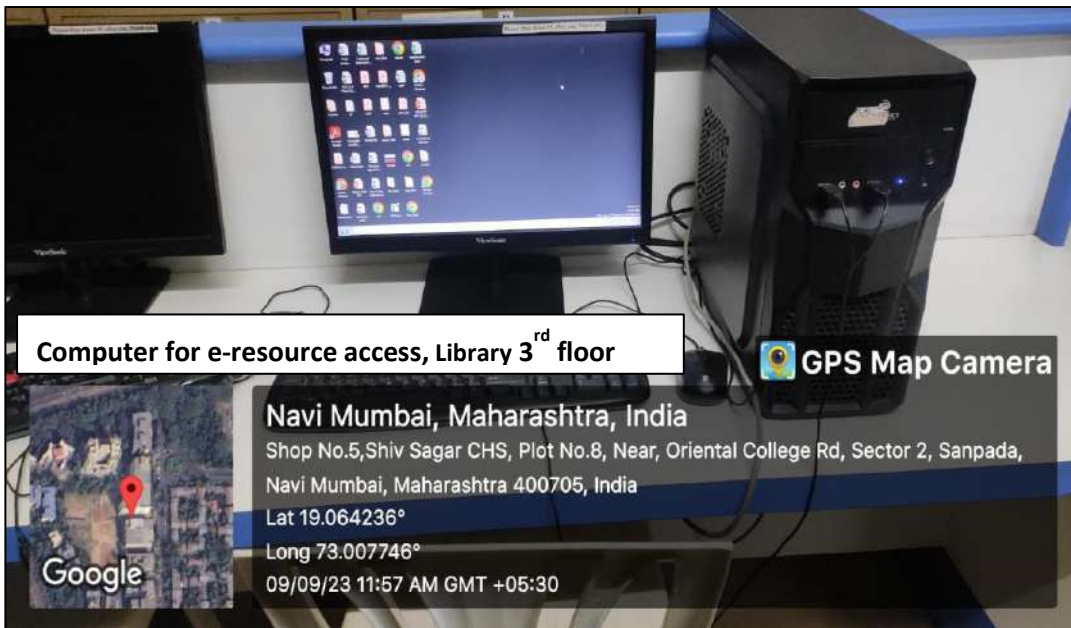 ViewSonic
ViewSonic
Computer for e-resource access, Library 3rd floor
GPS Map Camera
Navi Mumbai, Maharashtra, India
Shop No.5,Shiv Sagar CHS, Plot No.8, Near, Oriental College Rd, Sector 2, Sanpada,
Navi Mumbai, Maharashtra 400705, India
Lat 19.064236°
Long 73.007746°
09/09/23 11:57 AM GMT +05:30
Google